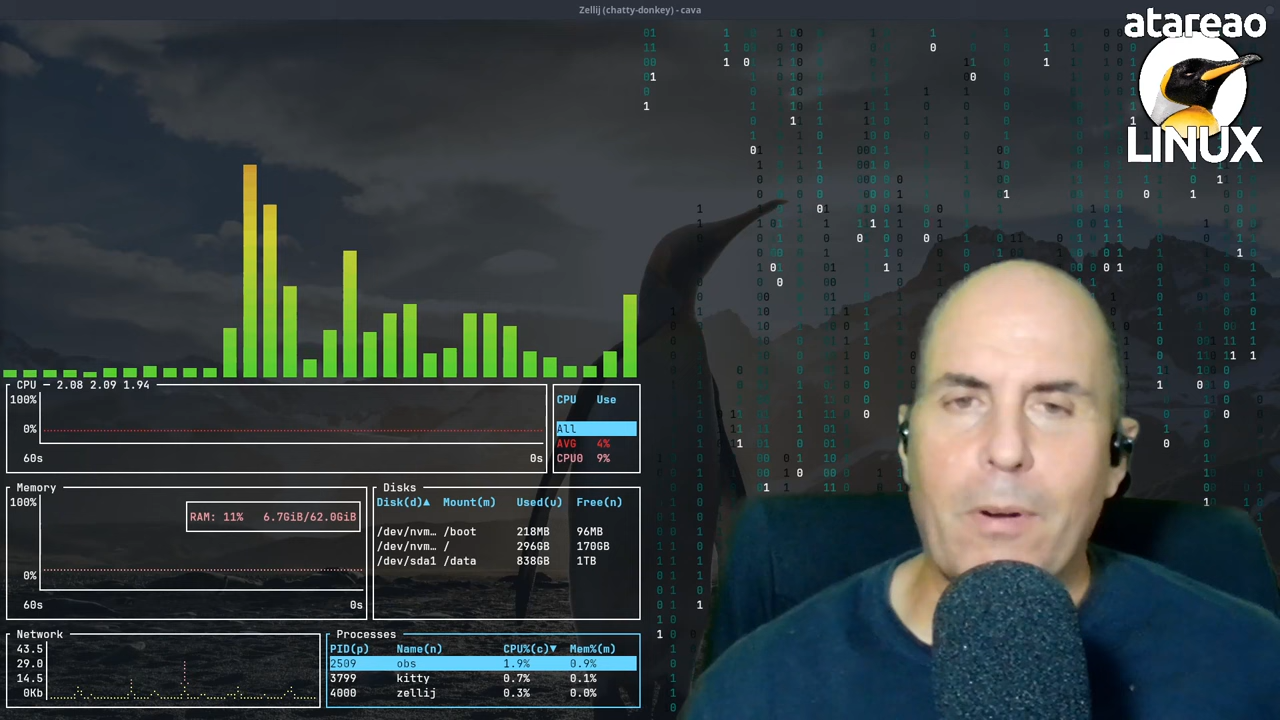 Zellij (chatty-donkey) - cava
atareao
LINUX
CPU — 2.08 2.09 1.94
100%
0%
60s 0s
CPU Use
All
AVG 4%
CPU0 9%
Memory
100%
RAM: 11% 6.7GiB/62.0GiB
0%
60s 0s
Disks
Disk(d)▲ Mount(m) Used(u) Free(n)
/dev/nvm… /boot 218MB 96MB
/dev/nvm… / 296GB 170GB
/dev/sda1 /data 838GB 1TB
Network
43.5
29.0
14.5
0Kb
Processes
PID(p) Name(n) CPU%(c)▼ Mem%(m)
2509 obs 1.9% 0.9%
3799 kitty 0.7% 0.1%
4000 zellij 0.3% 0.0%